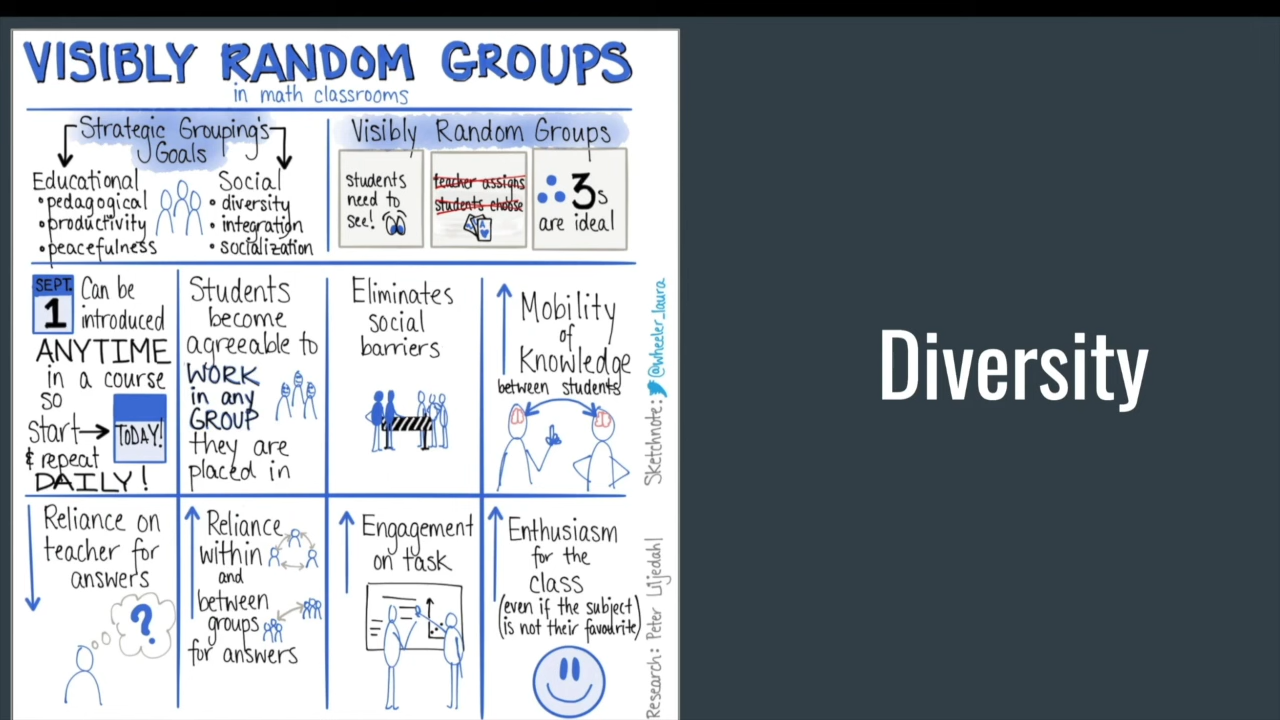 VISIBLY RANDOM GROUPS
in math classrooms
Strategic Grouping's
Goals
Educational
• pedagogical
• productivity
• peacefulness
Social
• diversity
• integration
• socialization
Visibly Random Groups
students
need to
see!
teacher assigns
students choose
A
3s
are ideal
SEPT.
1
Can be
introduced
ANYTIME
in a course
so
start
TODAY!
& repeat
DAILY!
Students
become
agreeable to
WORK
in any
GROUP
they are
placed in
Eliminates
social
barriers
Mobility
of
Knowledge
between students
Reliance on
teacher for
answers
?
Reliance
within
and
between
groups
for answers
Engagement
on task
Enthusiasm
for the
class
(even if the subject
is not their favourite)
Sketchnote: @wheeler_laura
Research: Peter Liljedahl
Diversity